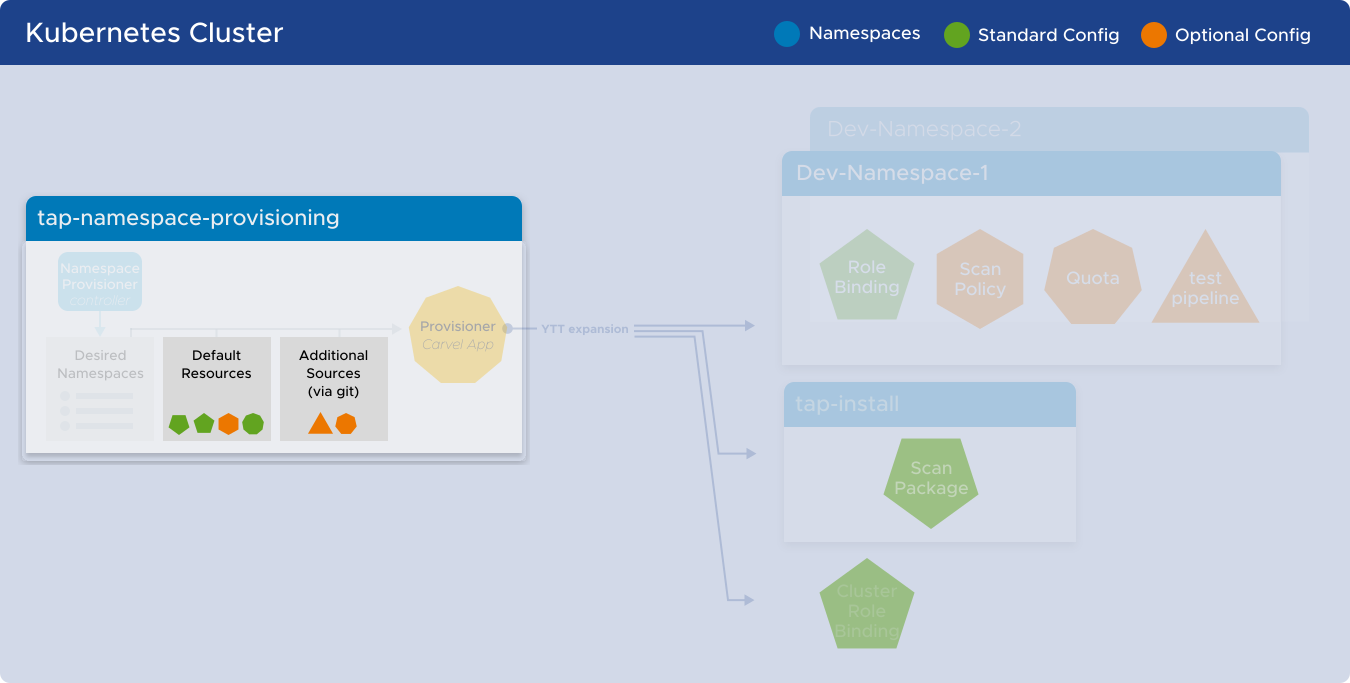 Kubernetes Cluster
Namespaces
Standard Config
Optional Config
Dev-Namespace-2
Dev-Namespace-1
Role
Binding
Scan
Policy
Quota
test
pipeline
tap-namespace-provisioning
Namespace
Provisioner
controller
Desired
Namespaces
Default
Resources
Additional
Sources
(via git)
Provisioner
Carvel App
YTT expansion
tap-install
Scan
Package
Cluster
Role
Binding